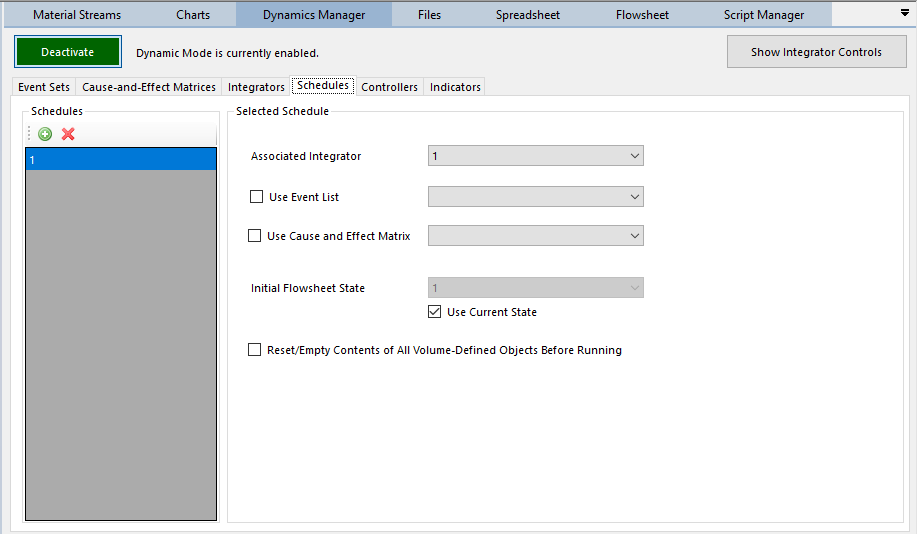 Material Streams Charts Dynamics Manager Files Spreadsheet Flowsheet Script Manager
Deactivate Dynamic Mode is currently enabled. Show Integrator Controls
Event Sets Cause-and-Effect Matrices Integrators Schedules Controllers Indicators
Schedules
1
Selected Schedule
Associated Integrator 1
Use Event List
Use Cause and Effect Matrix
Initial Flowsheet State 1
Use Current State
Reset/Empty Contents of All Volume-Defined Objects Before Running